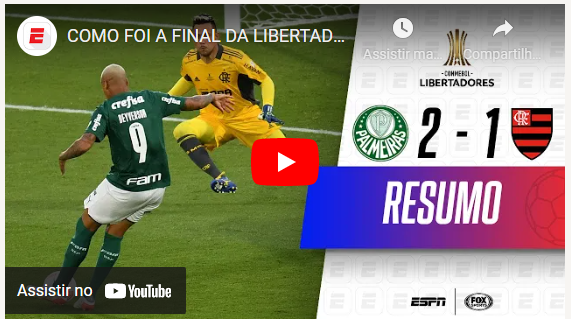 COMO FOI A FINAL DA LIBERTAD...
Assistir ma...
Compartilh...
CONMEBOL
LIBERTADORES
crefisa
DEYVERSON
9
FAM
PALMEIRAS
2 - 1
RESUMO
Assistir no YouTube
ESPN
FOX
SPORTS